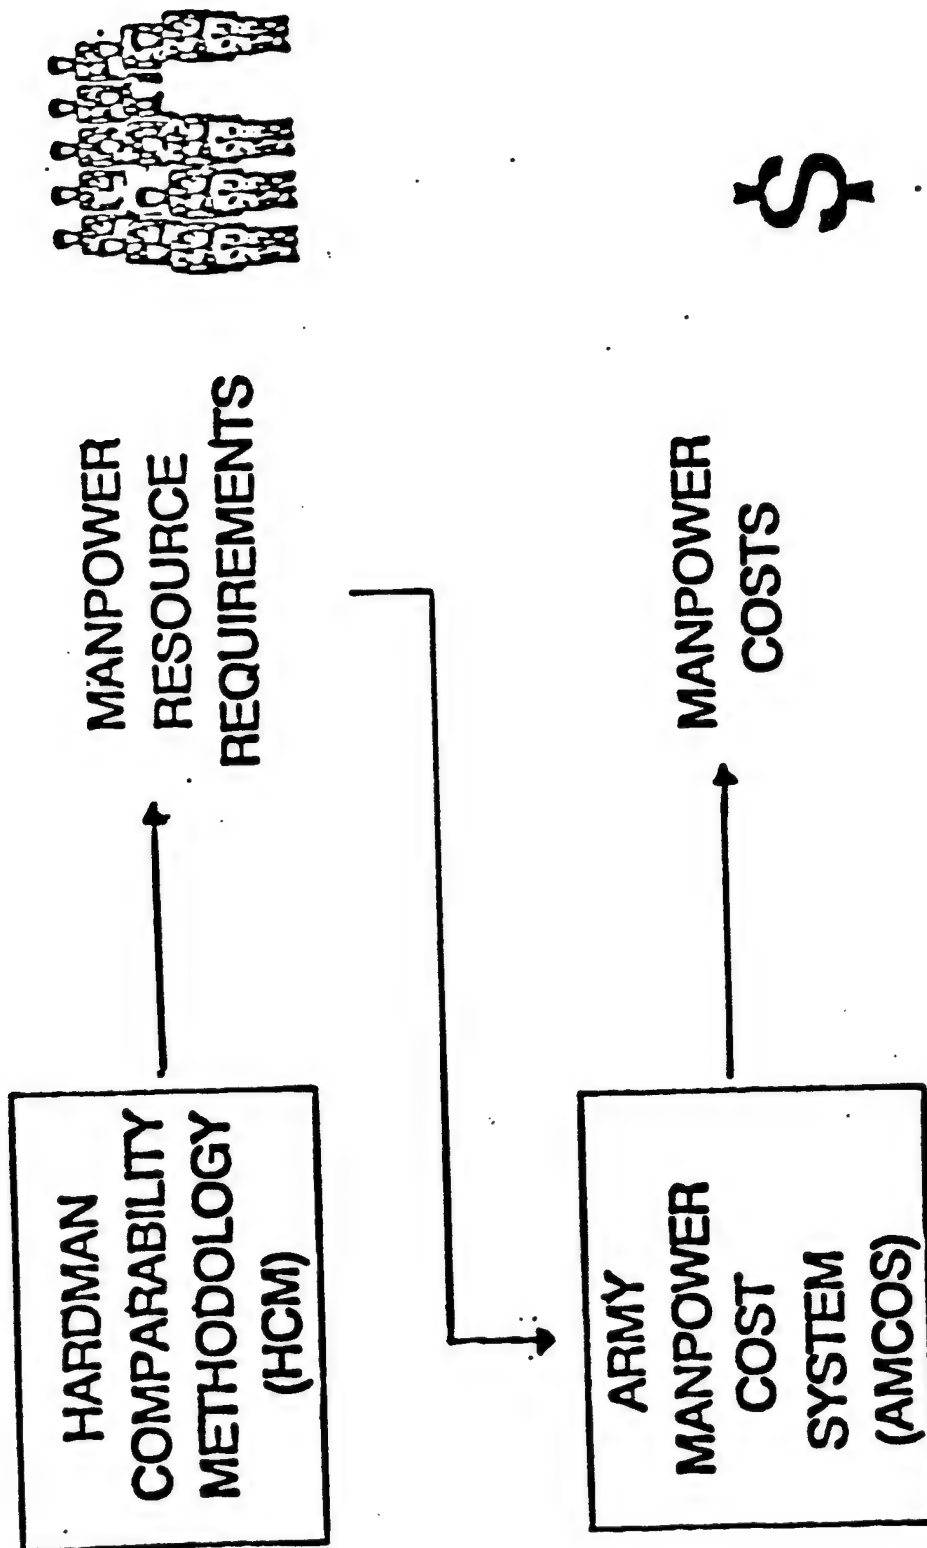 HARDMAN
COMPARABILITY
METHODOLOGY
(HCM)
MANPOWER
RESOURCE
REQUIREMENTS
ARMY
MANPOWER
COST
SYSTEM
(AMCOS)
MANPOWER
COSTS
$